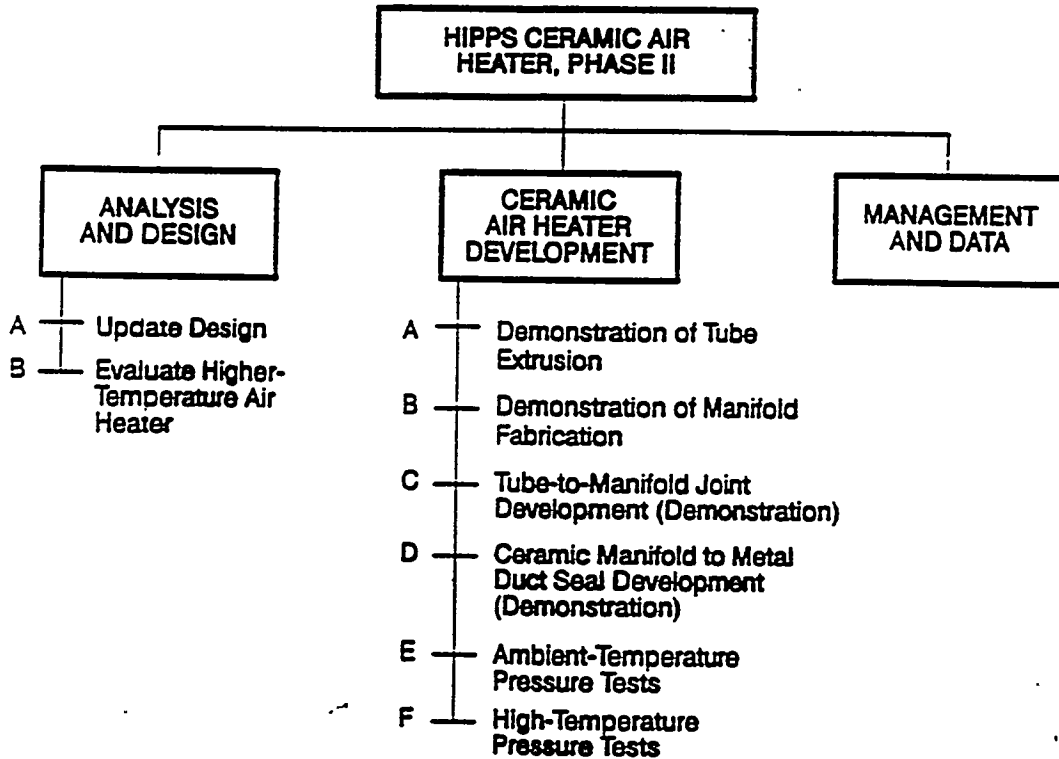 HIPPS CERAMIC AIR
HEATER, PHASE II
ANALYSIS
AND DESIGN
A Update Design
B Evaluate Higher-
Temperature Air
Heater
CERAMIC
AIR HEATER
DEVELOPMENT
A Demonstration of Tube
Extrusion
B Demonstration of Manifold
Fabrication
C Tube-to-Manifold Joint
Development (Demonstration)
D Ceramic Manifold to Metal
Duct Seal Development
(Demonstration)
E Ambient-Temperature
Pressure Tests
F High-Temperature
Pressure Tests
MANAGEMENT
AND DATA